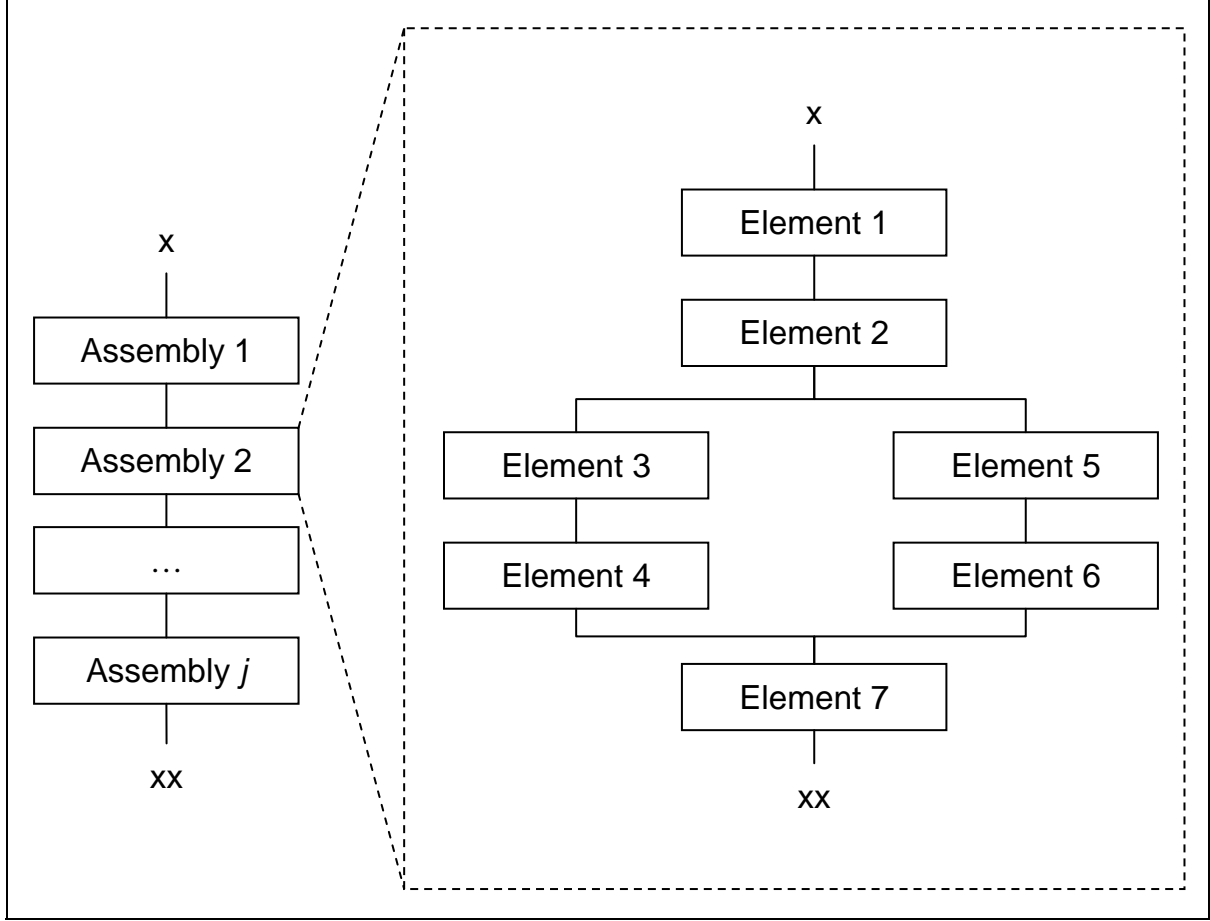 x
Assembly 1
Assembly 2
…
Assembly j
xx
x
Element 1
Element 2
Element 3
Element 5
Element 4
Element 6
Element 7
xx